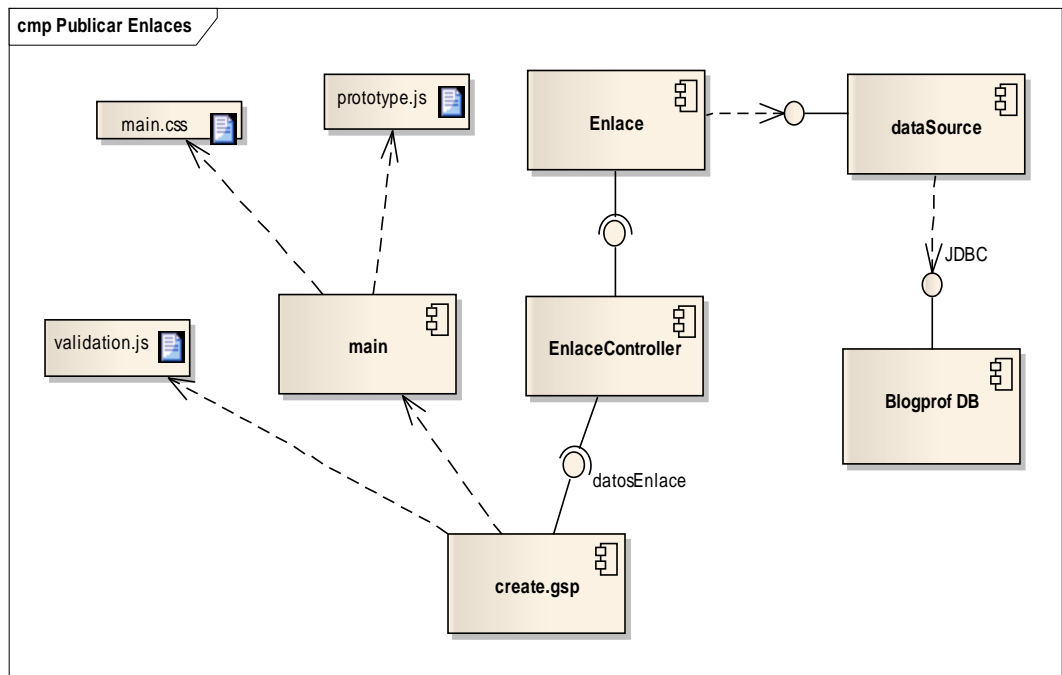 cmp Publicar Enlaces
main.css
prototype.js
Enlace
dataSource
JDBC
validation.js
main
EnlaceController
Blogprof DB
datosEnlace
create.gsp